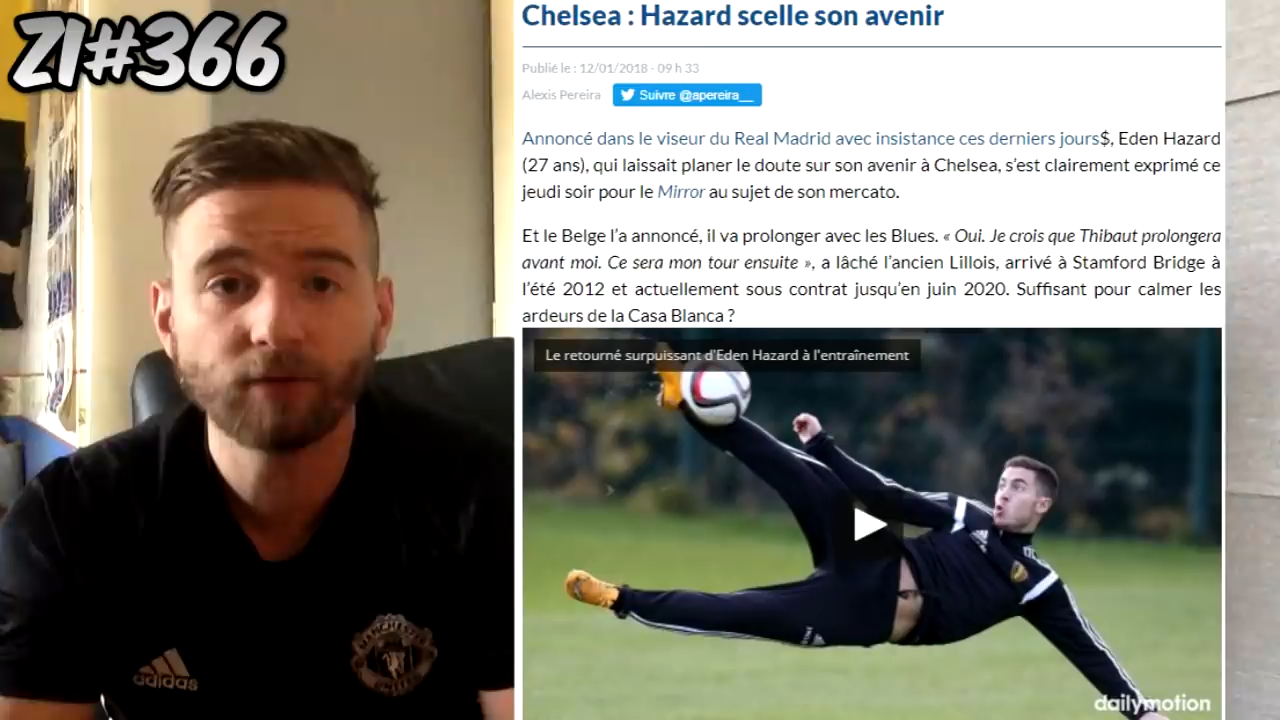 ZI#366
Chelsea : Hazard scelle son avenir
Publié le : 12/01/2018 - 09 h 33
Alexis Pereira
Suivre @apereira__
Annoncé dans le viseur du Real Madrid avec insistance ces derniers jours$, Eden Hazard
(27 ans), qui laissait planer le doute sur son avenir à Chelsea, s'est clairement exprimé ce
jeudi soir pour le Mirror au sujet de son mercato.
Et le Belge l'a annoncé, il va prolonger avec les Blues. « Oui. Je crois que Thibaut prolongera
avant moi. Ce sera mon tour ensuite », a lâché l'ancien Lillois, arrivé à Stamford Bridge à
l'été 2012 et actuellement sous contrat jusqu'en juin 2020. Suffisant pour calmer les
ardeurs de la Casa Blanca ?
Le retourné surpuissant d'Eden Hazard à l'entraînement
adidas
MANCHESTER
UNITED
dailymotion